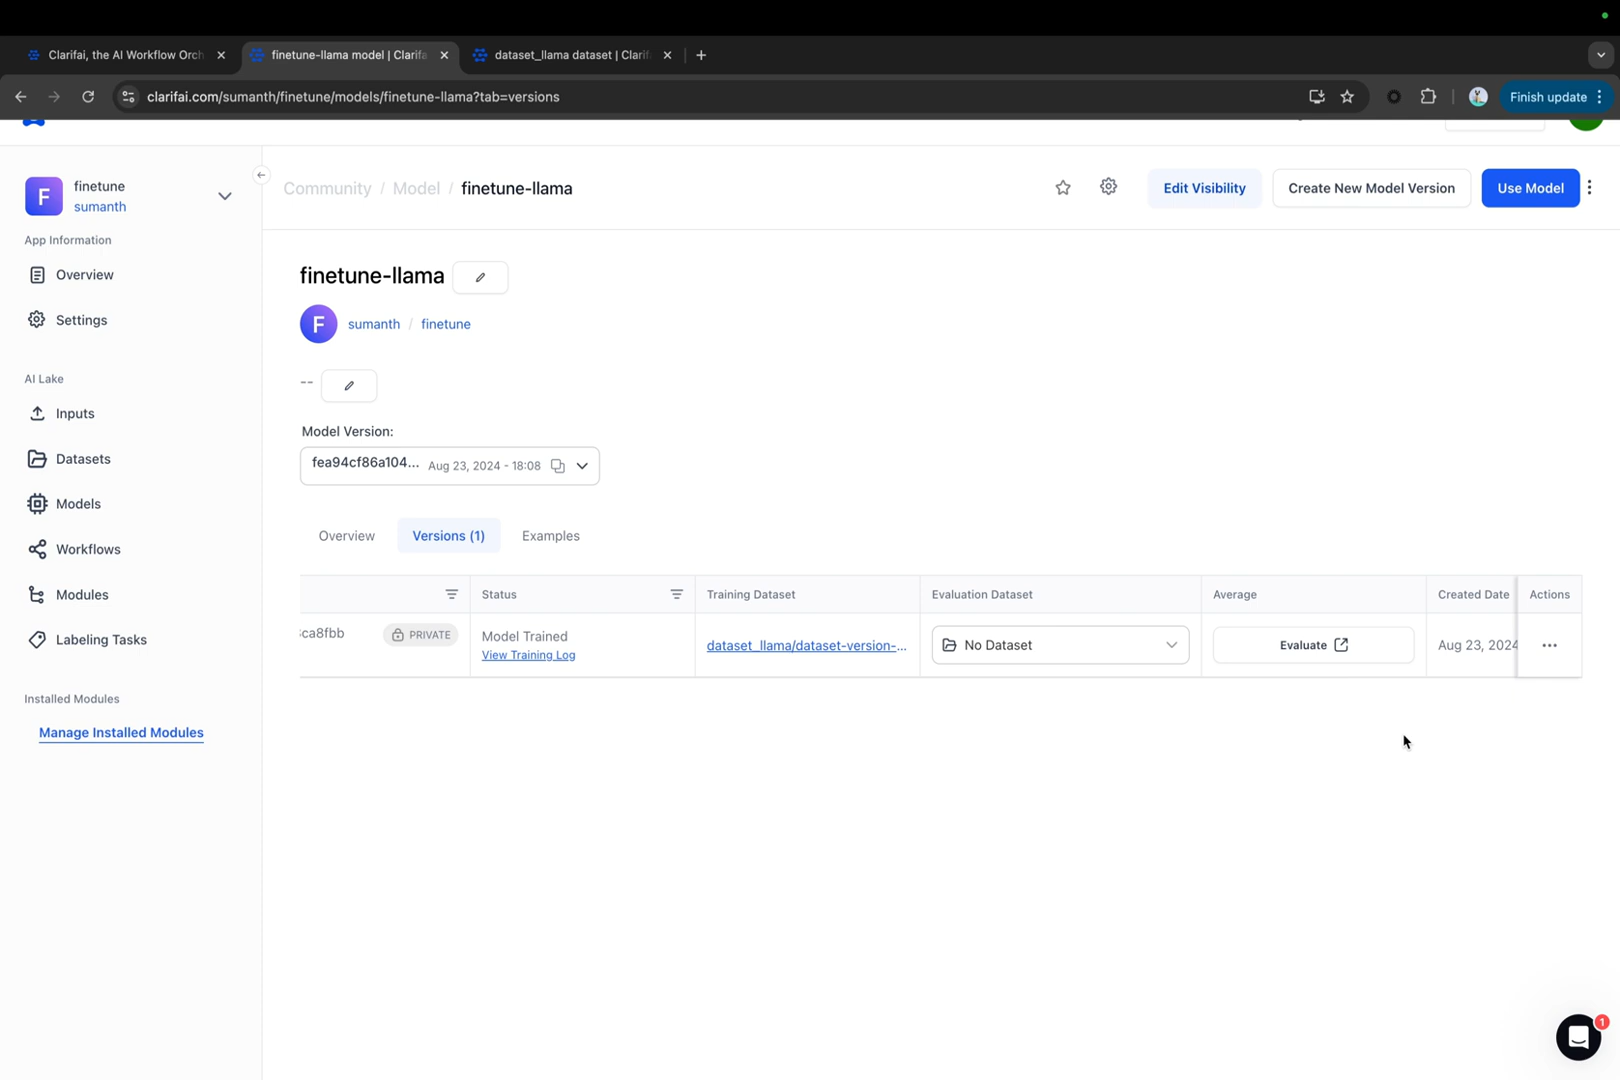 Clarifai, the AI Workflow Orch
finetune-llama model | Clarifa
dataset_llama dataset | Clarif
clarifai.com/sumanth/finetune/models/finetune-llama?tab=versions
Finish update
F
finetune
sumanth
Community / Model / finetune-llama
Edit Visibility
Create New Model Version
Use Model
App Information
Overview
Settings
AI Lake
Inputs
Datasets
Models
Workflows
Modules
Labeling Tasks
Installed Modules
Manage Installed Modules
finetune-llama
F
sumanth / finetune
--
Model Version:
fea94cf86a104... Aug 23, 2024 - 18:08
Overview
Versions (1)
Examples
Status
Training Dataset
Evaluation Dataset
Average
Created Date
Actions
ca8fbb
PRIVATE
Model Trained
View Training Log
dataset_llama/dataset-version-...
No Dataset
Evaluate
Aug 23, 2024
...
1